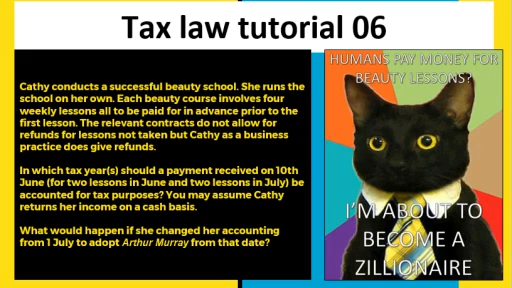 Tax law tutorial 06
Cathy conducts a successful beauty school. She runs the
school on her own. Each beauty course involves four
weekly lessons all to be paid for in advance prior to the
first lesson. The relevant contracts do not allow for
refunds for lessons not taken but Cathy as a business
practice does give refunds.
In which tax year(s) should a payment received on 10th
June (for two lessons in June and two lessons in July) be
accounted for tax purposes? You may assume Cathy
returns her income on a cash basis.
What would happen if she changed her accounting
from 1 July to adopt Arthur Murray from that date?
HUMANS PAY MONEY FOR
BEAUTY LESSONS?
I'M ABOUT TO
BECOME A
ZILLIONAIRE